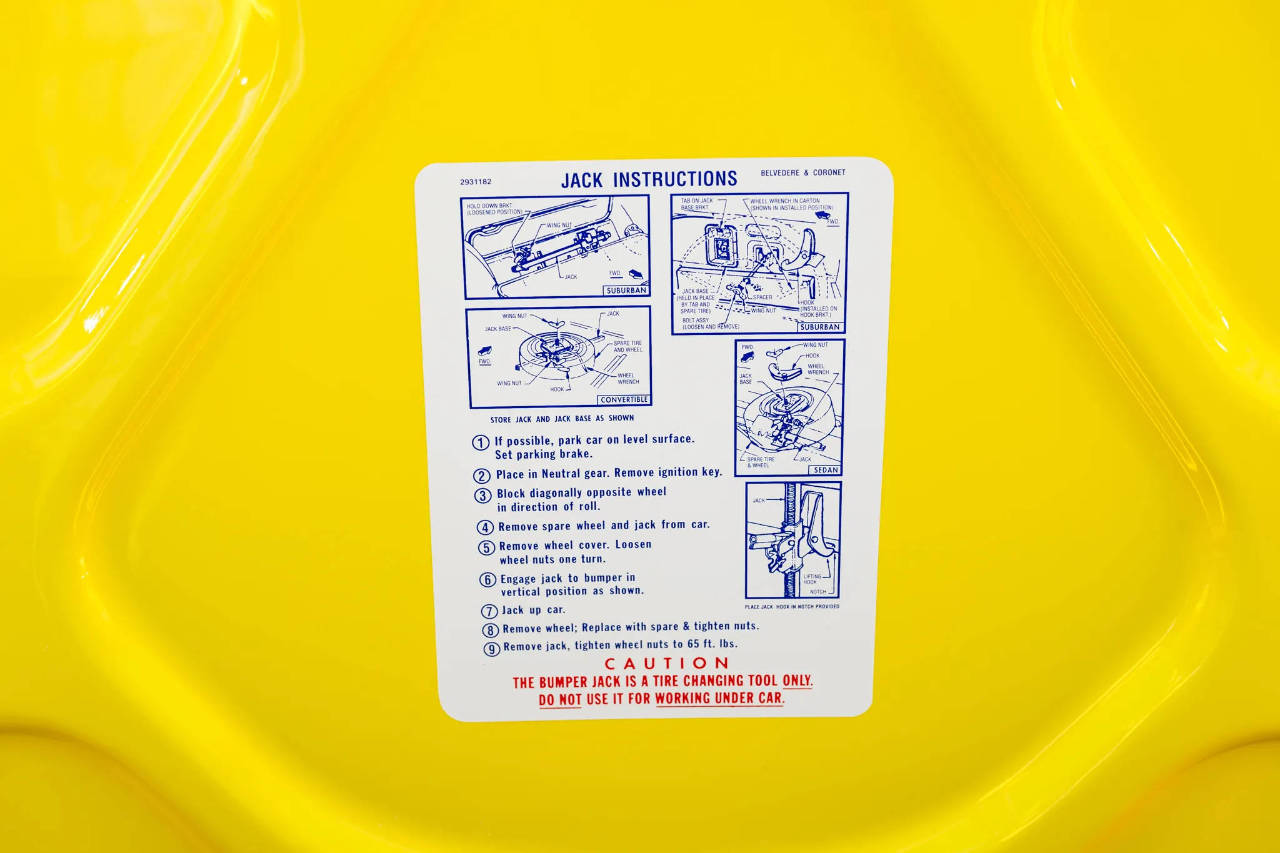 2931182
JACK INSTRUCTIONS
BELVEDERE & CORONET
HOLD DOWN BRKT
(LOOSENED POSITION)
WING NUT
JACK
FWD.
SUBURBAN
TAB ON JACK
BASE BRKT.
WHEEL WRENCH IN CARTON
(SHOWN IN INSTALLED POSITION)
FWD.
JACK BASE
(HELD IN PLACE
BY TAB AND
SPARE TIRE)
SPACER
WING NUT
HOOK
(INSTALLED ON
HOOK BRKT.)
BOLT ASSY
(LOOSEN AND REMOVE)
SUBURBAN
WING NUT
JACK
JACK BASE
SPARE TIRE
AND WHEEL
FWD.
WING NUT
HOOK
WHEEL
WRENCH
CONVERTIBLE
FWD.
WING NUT
HOOK
WHEEL
WRENCH
JACK
BASE
SPARE TIRE
& WHEEL
JACK
SEDAN
STORE JACK AND JACK BASE AS SHOWN
1 If possible, park car on level surface.
Set parking brake.
2 Place in Neutral gear. Remove ignition key.
3 Block diagonally opposite wheel
in direction of roll.
4 Remove spare wheel and jack from car.
5 Remove wheel cover. Loosen
wheel nuts one turn.
6 Engage jack to bumper in
vertical position as shown.
7 Jack up car.
8 Remove wheel; Replace with spare & tighten nuts.
9 Remove jack, tighten wheel nuts to 65 ft. lbs.
JACK
LIFTING
HOOK
NOTCH
PLACE JACK HOOK IN NOTCH PROVIDED
CAUTION
THE BUMPER JACK IS A TIRE CHANGING TOOL ONLY.
DO NOT USE IT FOR WORKING UNDER CAR.